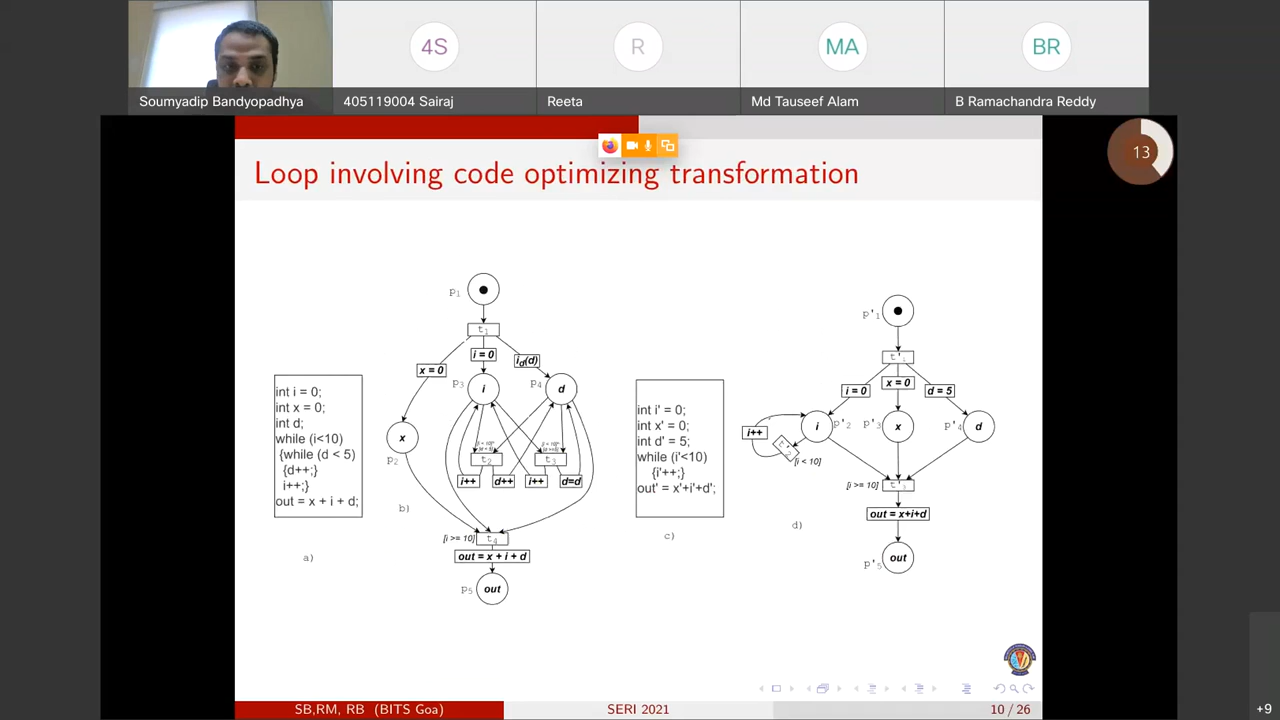 4S
R
MA
BR
Soumyadip Bandyopadhya
405119004 Sairaj
Reeta
Md Tauseef Alam
B Ramachandra Reddy
13
Loop involving code optimizing transformation
p1
t1
x = 0
i = 0
id(d)
p3
i
p4
d
x
p2
t2
t3
i++
d++
i++
d=d
[i >= 10]
t4
out = x + i + d
p5
out
int i = 0;
int x = 0;
int d;
while (i<10)
{while (d < 5)
{d++;}
i++;}
out = x + i + d;
a)
b)
int i' = 0;
int x' = 0;
int d' = 5;
while (i'<10)
{i'++;}
out' = x'+i'+d';
c)
p'1
t'1
i = 0
x = 0
d = 5
i++
t'2
[i < 10]
i
p'2
p'3
x
p'4
d
[i >= 10]
t'3
out = x+i+d
d)
p'5
out
SB,RM, RB (BITS Goa)
SERI 2021
10 / 26
+9